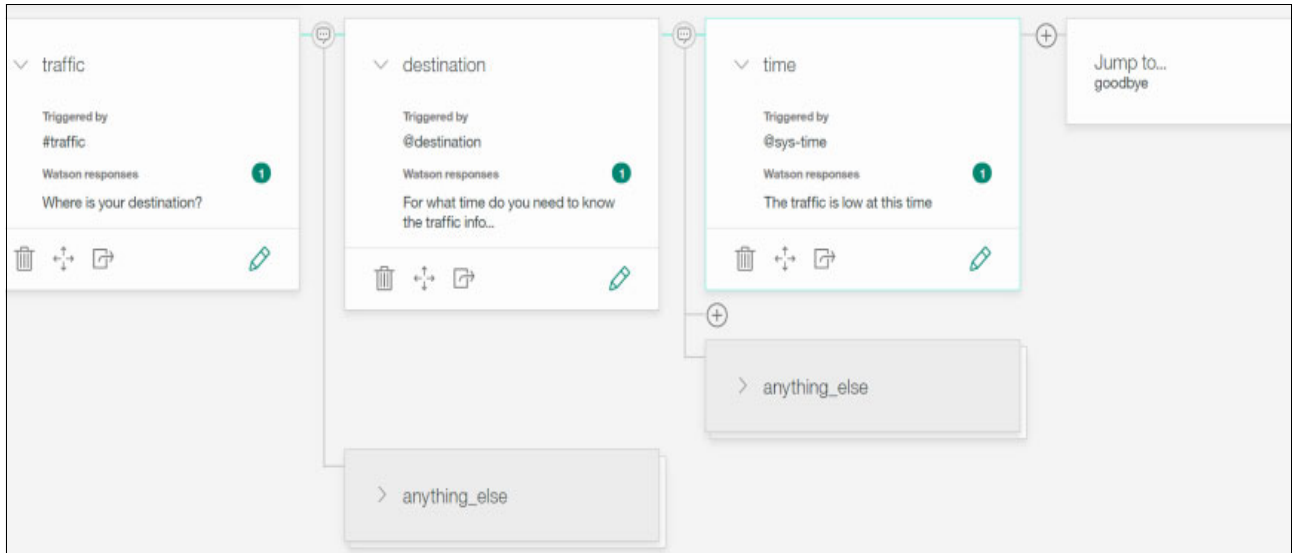 traffic
Triggered by
#traffic
Watson responses
1
Where is your destination?
destination
Triggered by
@destination
Watson responses
1
For what time do you need to know
the traffic info...
anything_else
time
Triggered by
@sys-time
Watson responses
1
The traffic is low at this time
anything_else
Jump to...
goodbye